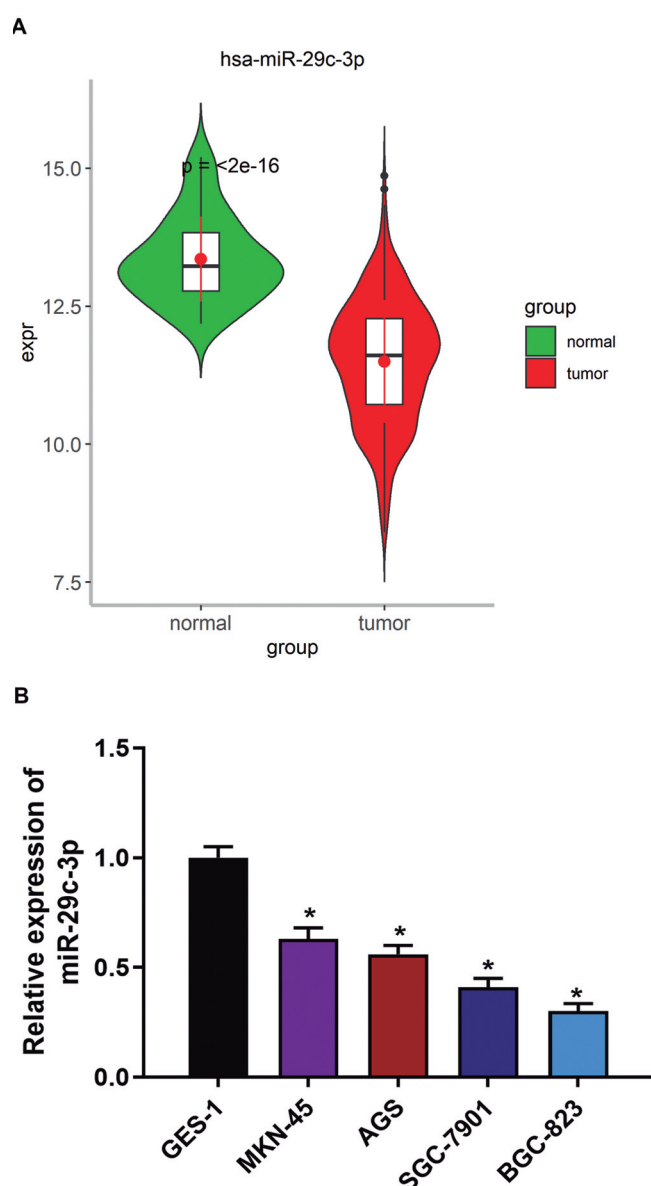 A
hsa-miR-29c-3p
p = <2e-16
15.0
12.5
10.0
7.5
expr
normal
tumor
group
group
normal
tumor
B
Relative expression of
miR-29c-3p
1.5
1.0
0.5
0.0
*
*
*
*
GES-1
MKN-45
AGS
SGC-7901
BGC-823